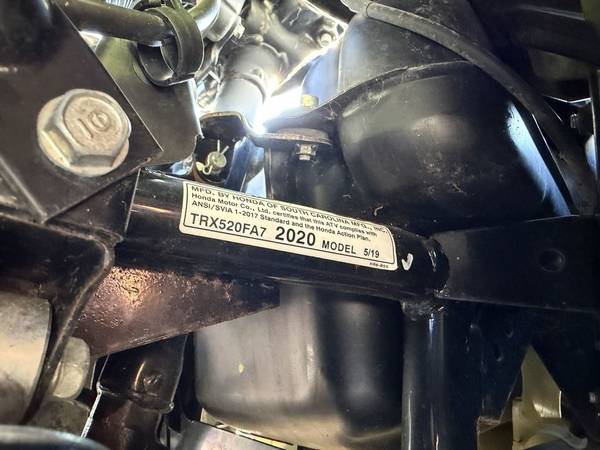 10
MFD. BY HONDA OF SOUTH CAROLINA MFG., INC.
Honda Motor Co., Ltd. certifies that this ATV complies with
ANSI/SVIA 1-2017 Standard and the Honda Action Plan.
TRX520FA7 2020 MODEL 5/19